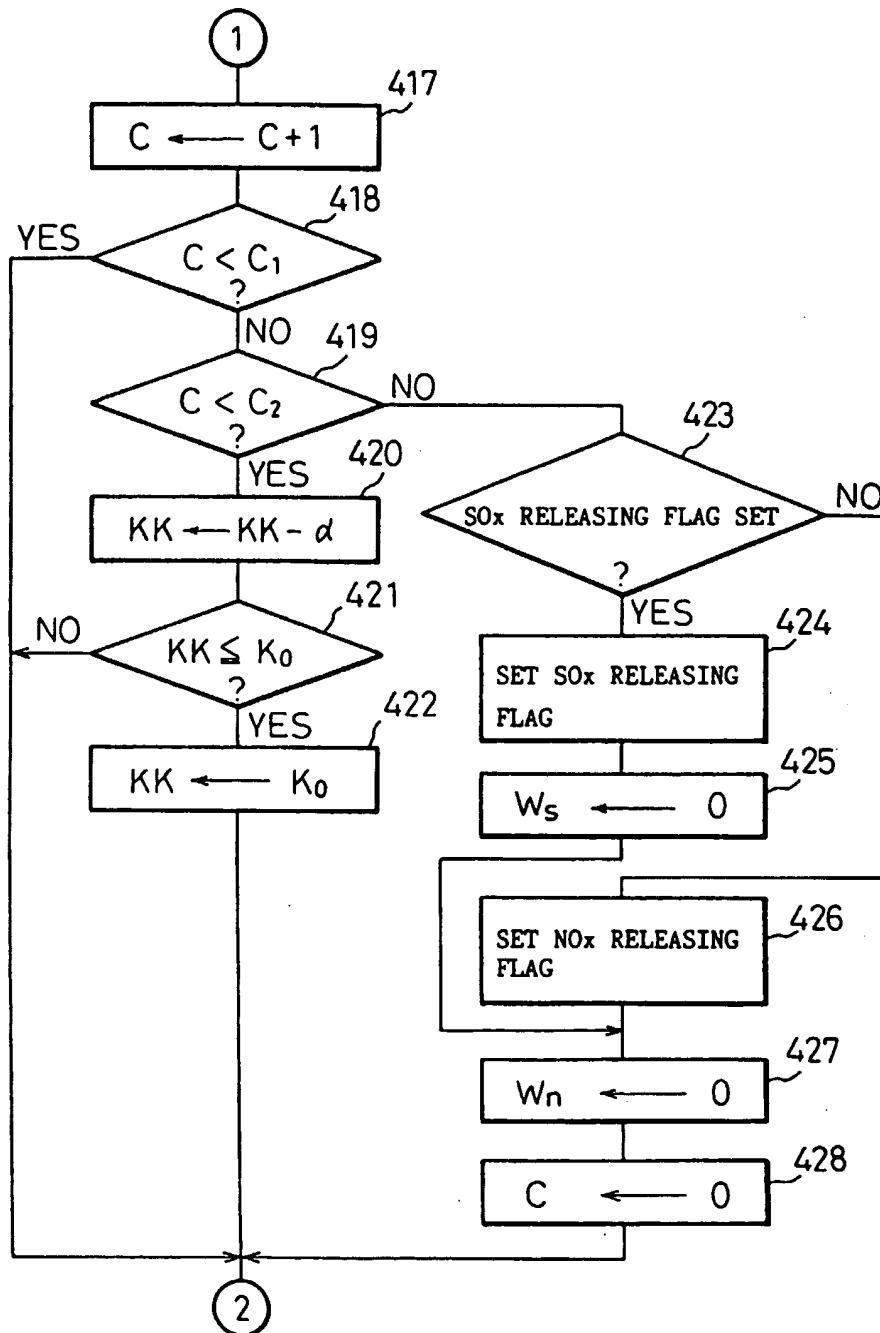 1
417
C ← C+1
418
YES
C < C₁
?
NO
419
C < C₂
?
NO
YES
420
KK ← KK - α
421
NO
KK ≦ K₀
?
YES
422
KK ← K₀
423
SOx RELEASING FLAG SET
?
NO
YES
424
SET SOx RELEASING
FLAG
425
Ws ← 0
426
SET NOx RELEASING
FLAG
427
Wn ← 0
428
C ← 0
2